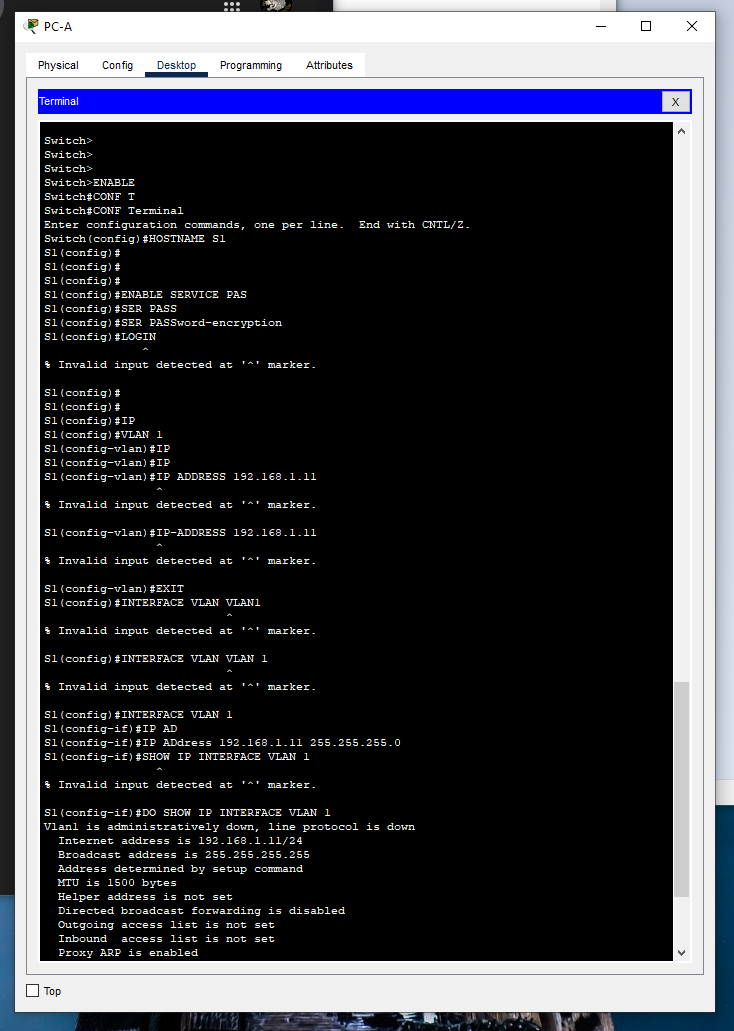 PC-A
Physical Config Desktop Programming Attributes
Terminal X
Switch>
Switch>
Switch>
Switch>ENABLE
Switch#CONF T
Switch#CONF Terminal
Enter configuration commands, one per line.  End with CNTL/Z.
Switch(config)#HOSTNAME S1
S1(config)#
S1(config)#
S1(config)#
S1(config)#ENABLE SERVICE PAS
S1(config)#SER PASS
S1(config)#SER PASSword-encryption
S1(config)#LOGIN
^
% Invalid input detected at '^' marker.
S1(config)#
S1(config)#
S1(config)#IP
S1(config)#VLAN 1
S1(config-vlan)#IP
S1(config-vlan)#IP
S1(config-vlan)#IP ADDRESS 192.168.1.11
^
% Invalid input detected at '^' marker.
S1(config-vlan)#IP-ADDRESS 192.168.1.11
^
% Invalid input detected at '^' marker.
S1(config-vlan)#EXIT
S1(config)#INTERFACE VLAN VLAN1
^
% Invalid input detected at '^' marker.
S1(config)#INTERFACE VLAN VLAN 1
^
% Invalid input detected at '^' marker.
S1(config)#INTERFACE VLAN 1
S1(config-if)#IP AD
S1(config-if)#IP ADdress 192.168.1.11 255.255.255.0
S1(config-if)#SHOW IP INTERFACE VLAN 1
^
% Invalid input detected at '^' marker.
S1(config-if)#DO SHOW IP INTERFACE VLAN 1
Vlan1 is administratively down, line protocol is down
Internet address is 192.168.1.11/24
Broadcast address is 255.255.255.255
Address determined by setup command
MTU is 1500 bytes
Helper address is not set
Directed broadcast forwarding is disabled
Outgoing access list is not set
Inbound  access list is not set
Proxy ARP is enabled
Top